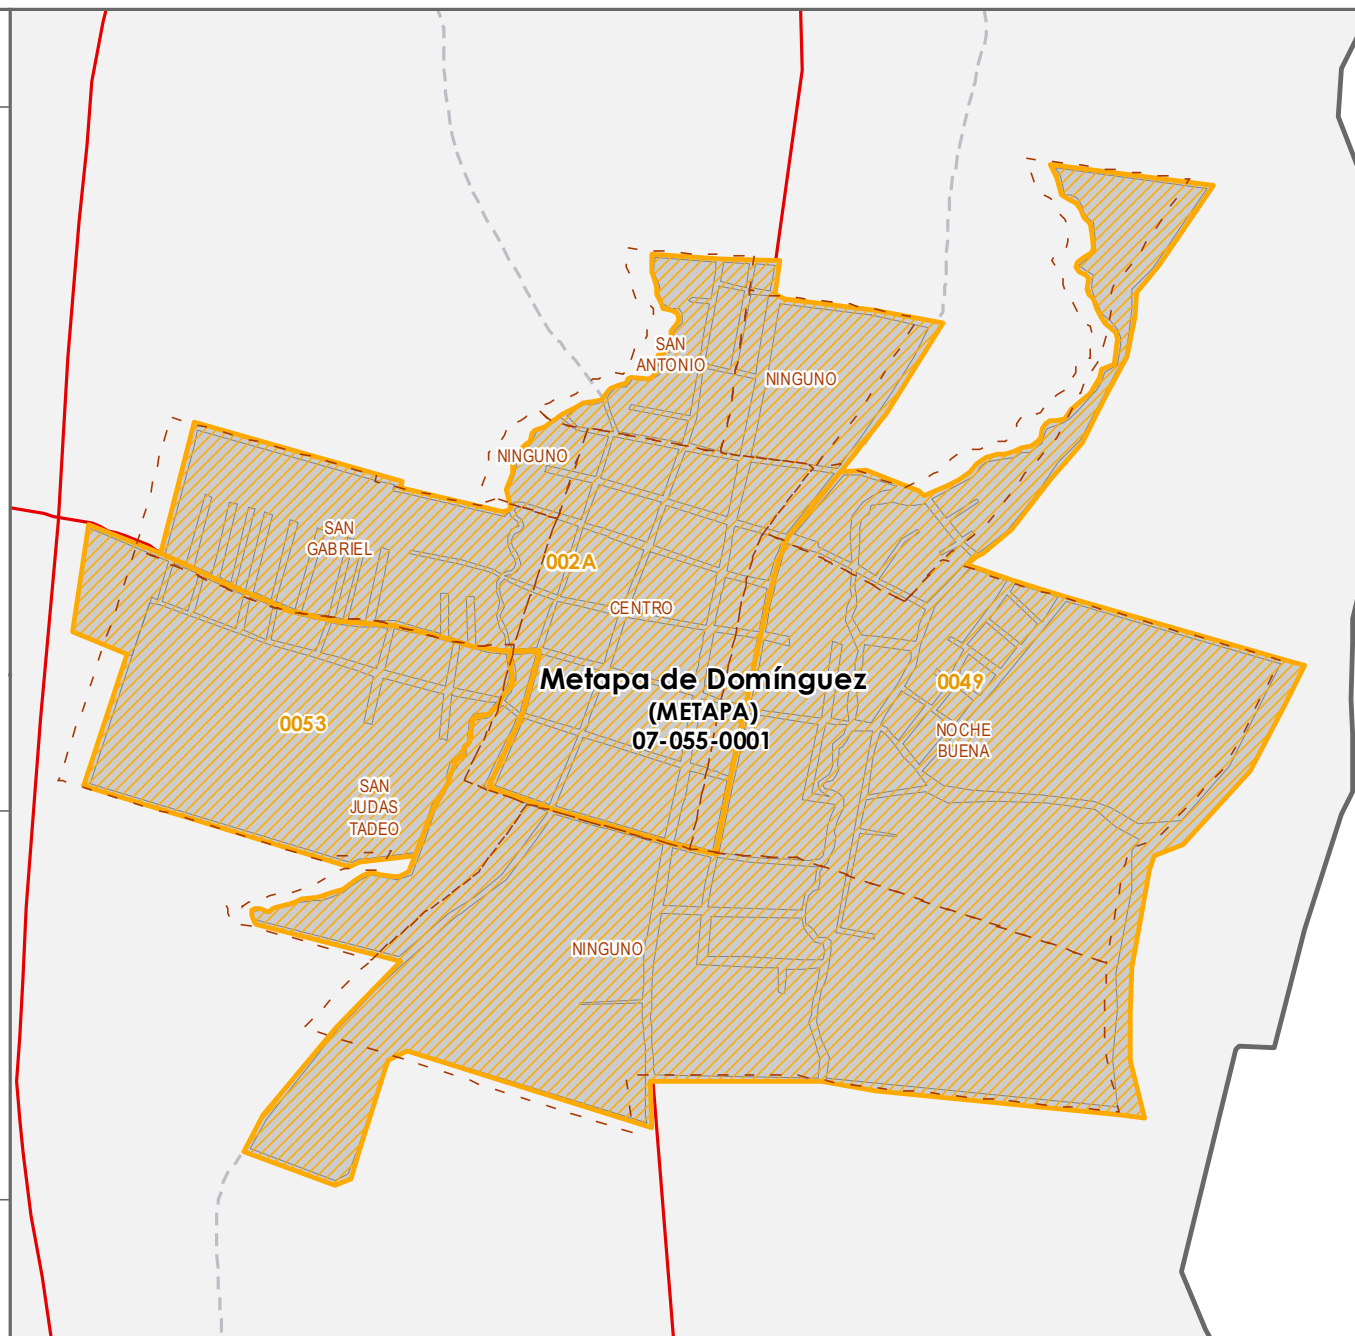 SAN
ANTONIO
NINGUNO
NINGUNO
SAN
GABRIEL
002A
CENTRO
Metapa de Domínguez
(METAPA)
07-055-0001
0049
0053
NOCHE
BUENA
SAN
JUDAS
TADEO
NINGUNO